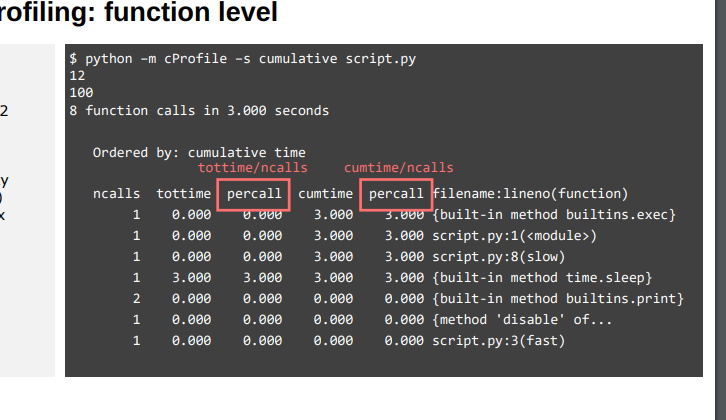 rofiling: function level
2
y
)
x
$ python -m cProfile -s cumulative script.py
12
100
8 function calls in 3.000 seconds
Ordered by: cumulative time
tottime/ncalls cumtime/ncalls
ncalls tottime percall cumtime percall filename:lineno(function)
1 0.000 0.000 3.000 3.000 {built-in method builtins.exec}
1 0.000 0.000 3.000 3.000 script.py:1(<module>)
1 0.000 0.000 3.000 3.000 script.py:8(slow)
1 3.000 3.000 3.000 3.000 {built-in method time.sleep}
2 0.000 0.000 0.000 0.000 {built-in method builtins.print}
1 0.000 0.000 0.000 0.000 {method 'disable' of...
1 0.000 0.000 0.000 0.000 script.py:3(fast)